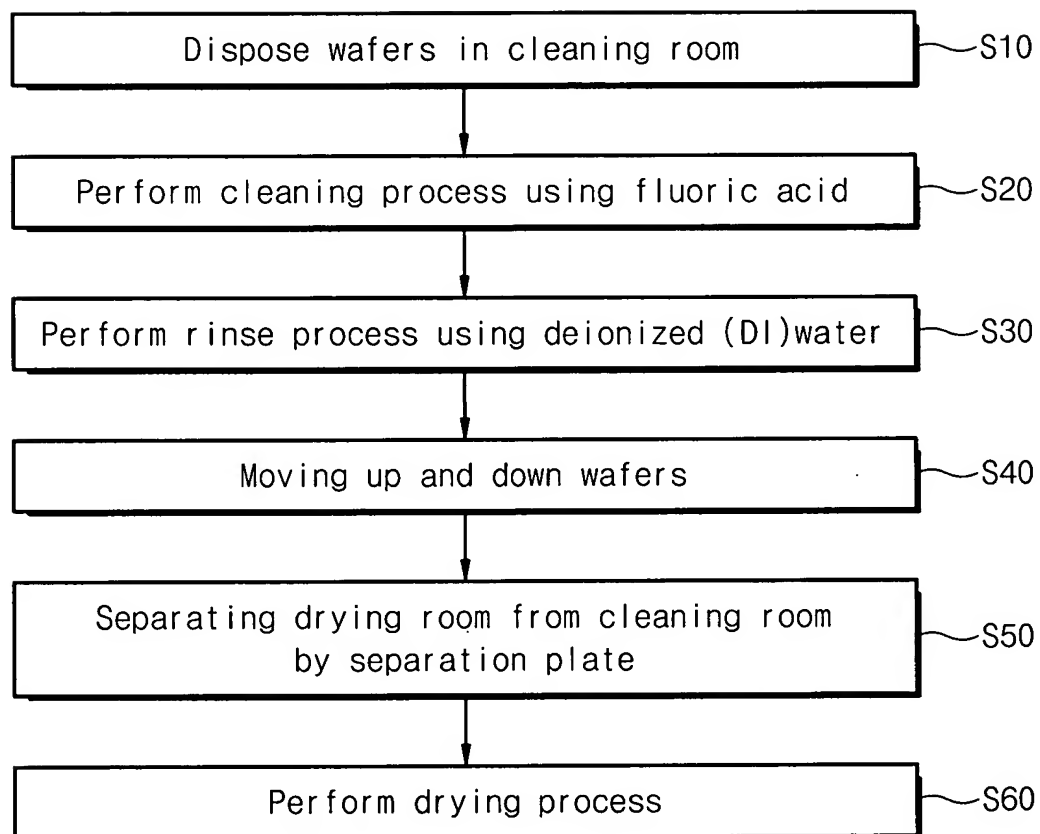 Dispose wafers in cleaning room S10
Perform cleaning process using fluoric acid S20
Perform rinse process using deionized (DI)water S30
Moving up and down wafers S40
Separating drying room from cleaning room
by separation plate S50
Perform drying process S60